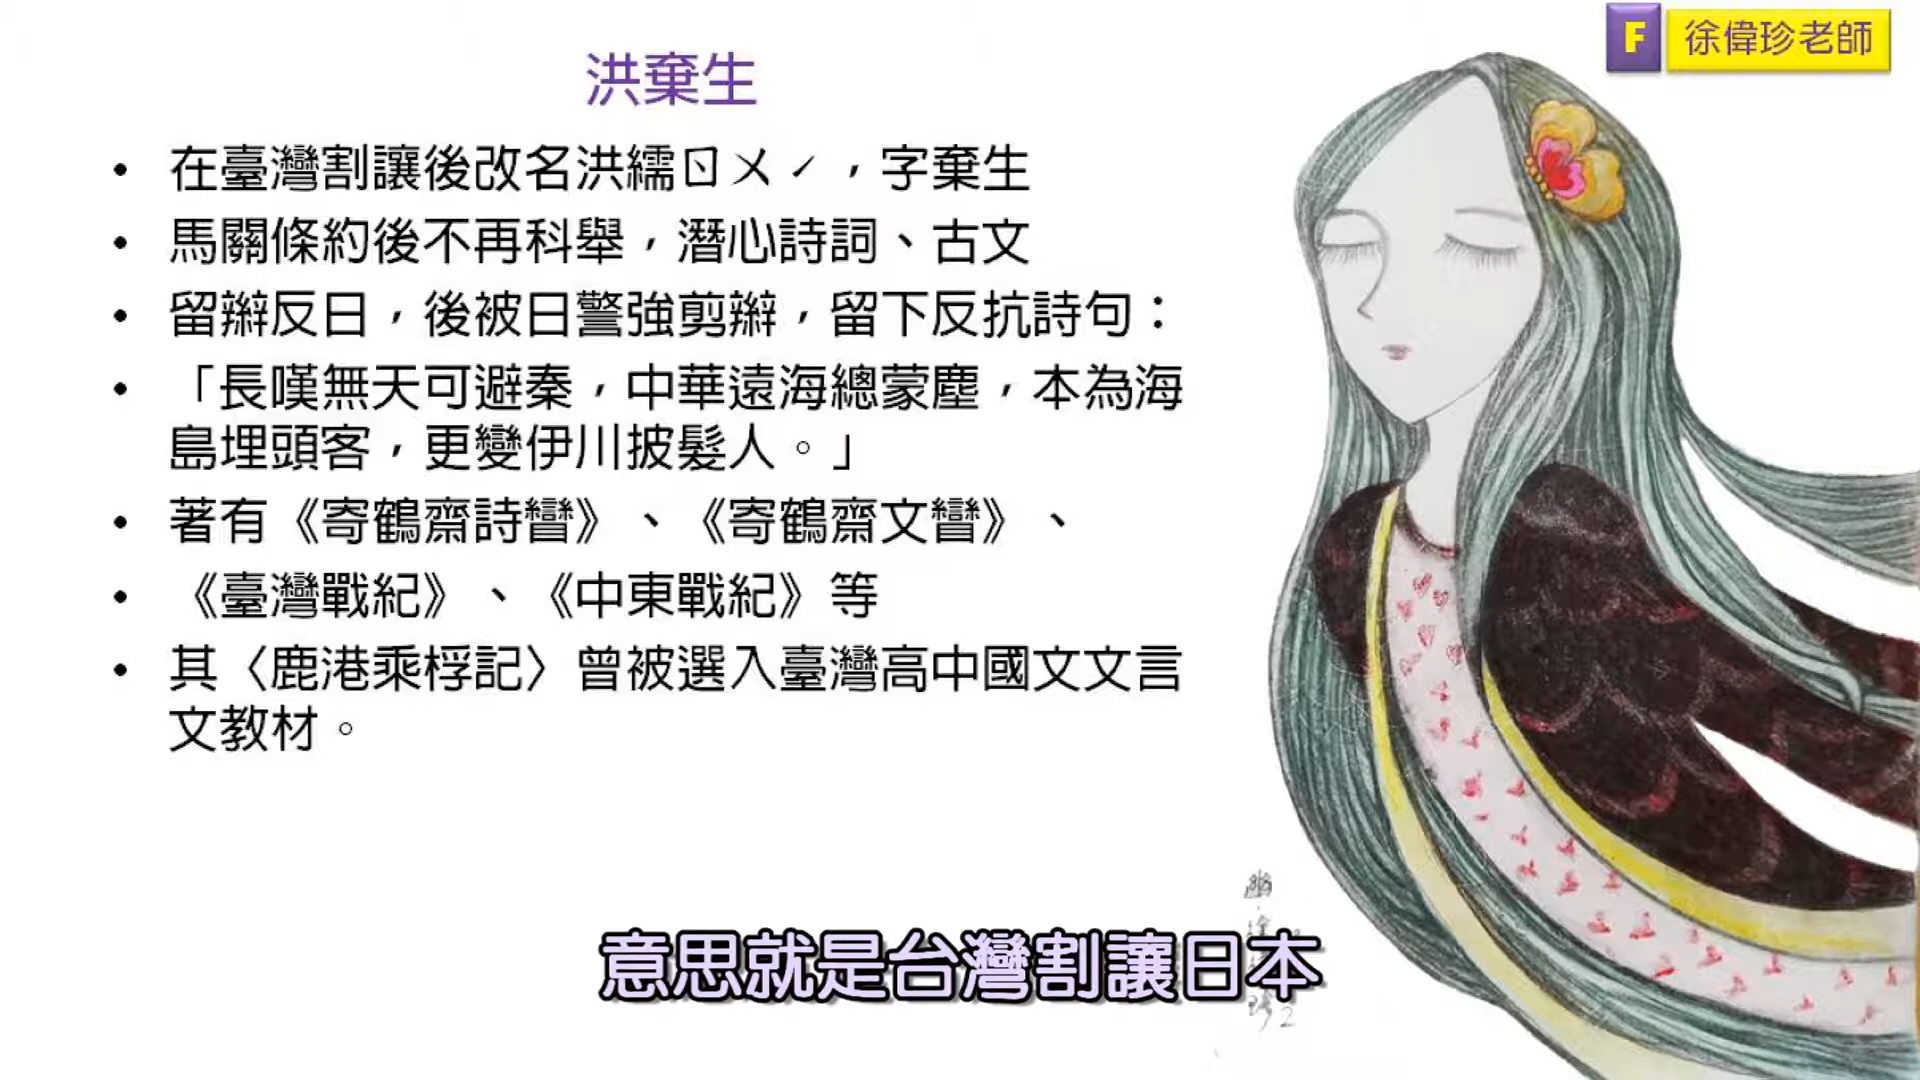 F 徐偉珍老師
洪棄生
• 在臺灣割讓後改名洪繻ㄖㄨˊ，字棄生
• 馬關條約後不再科舉，潛心詩詞、古文
• 留辮反日，後被日警強剪辮，留下反抗詩句：
• 「長嘆無天可避秦，中華遠海總蒙塵，本為海
島埋頭客，更變伊川披髮人。」
• 著有《寄鶴齋詩矕》、《寄鶴齋文矕》、
• 《臺灣戰紀》、《中東戰紀》等
• 其〈鹿港乘桴記〉曾被選入臺灣高中國文文言
文教材。
意思就是台灣割讓日本